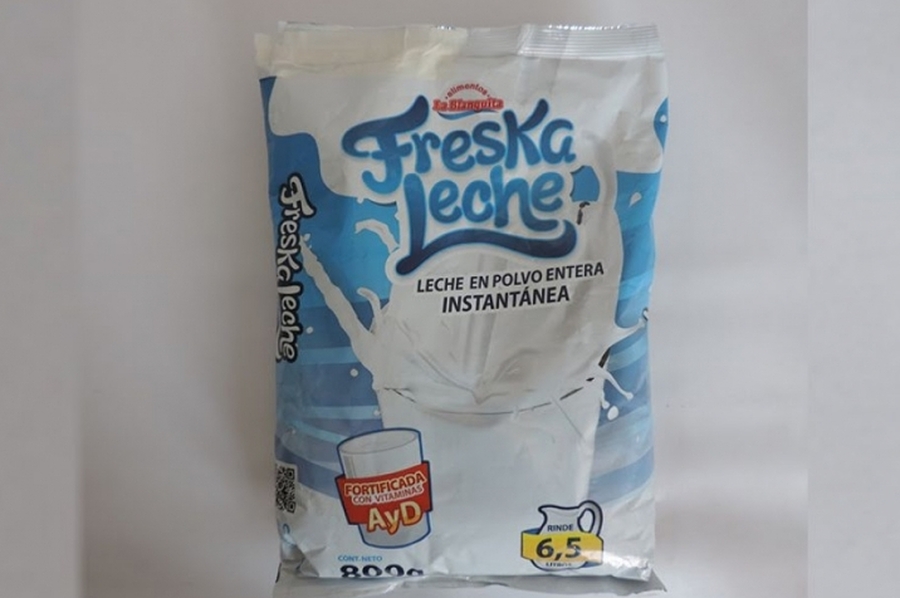 alimentos
La Blanquita
Freska
Leche
LECHE EN POLVO ENTERA
INSTANTÁNEA
Freska Leche
FORTIFICADA
CON VITAMINAS
AyD
RINDE
6,5
LITROS
CONT. NETO
800g